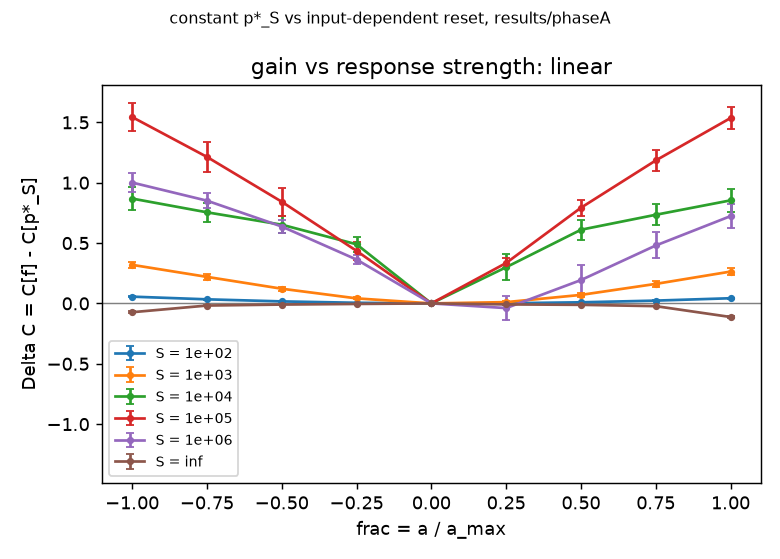 constant p*_S vs input-dependent reset, results/phaseA
gain vs response strength: linear
Delta C = C[f] - C[p*_S]
1.5
1.0
0.5
0.0
−0.5
−1.0
S = 1e+02
S = 1e+03
S = 1e+04
S = 1e+05
S = 1e+06
S = inf
−1.00 −0.75 −0.50 −0.25 0.00 0.25 0.50 0.75 1.00
frac = a / a_max